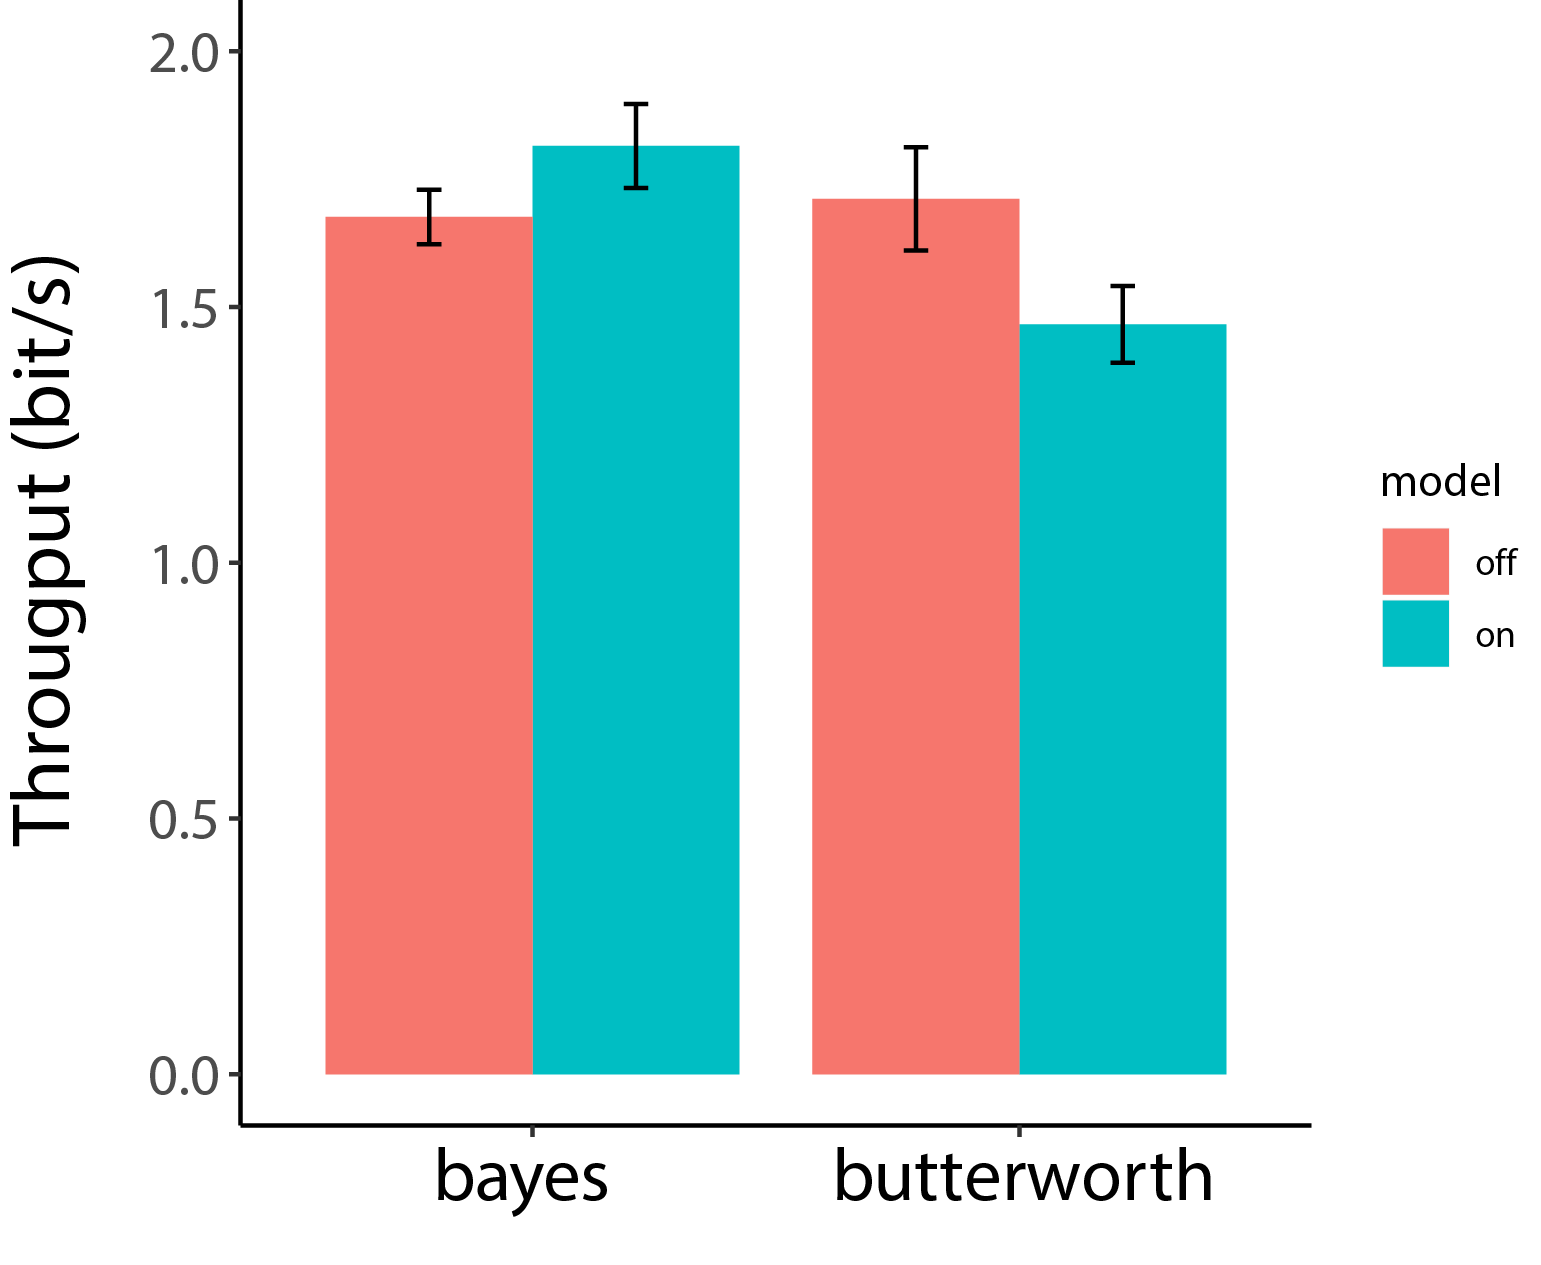 Througput (bit/s)
2.0
1.5
1.0
0.5
0.0
bayes
butterworth
model
off
on